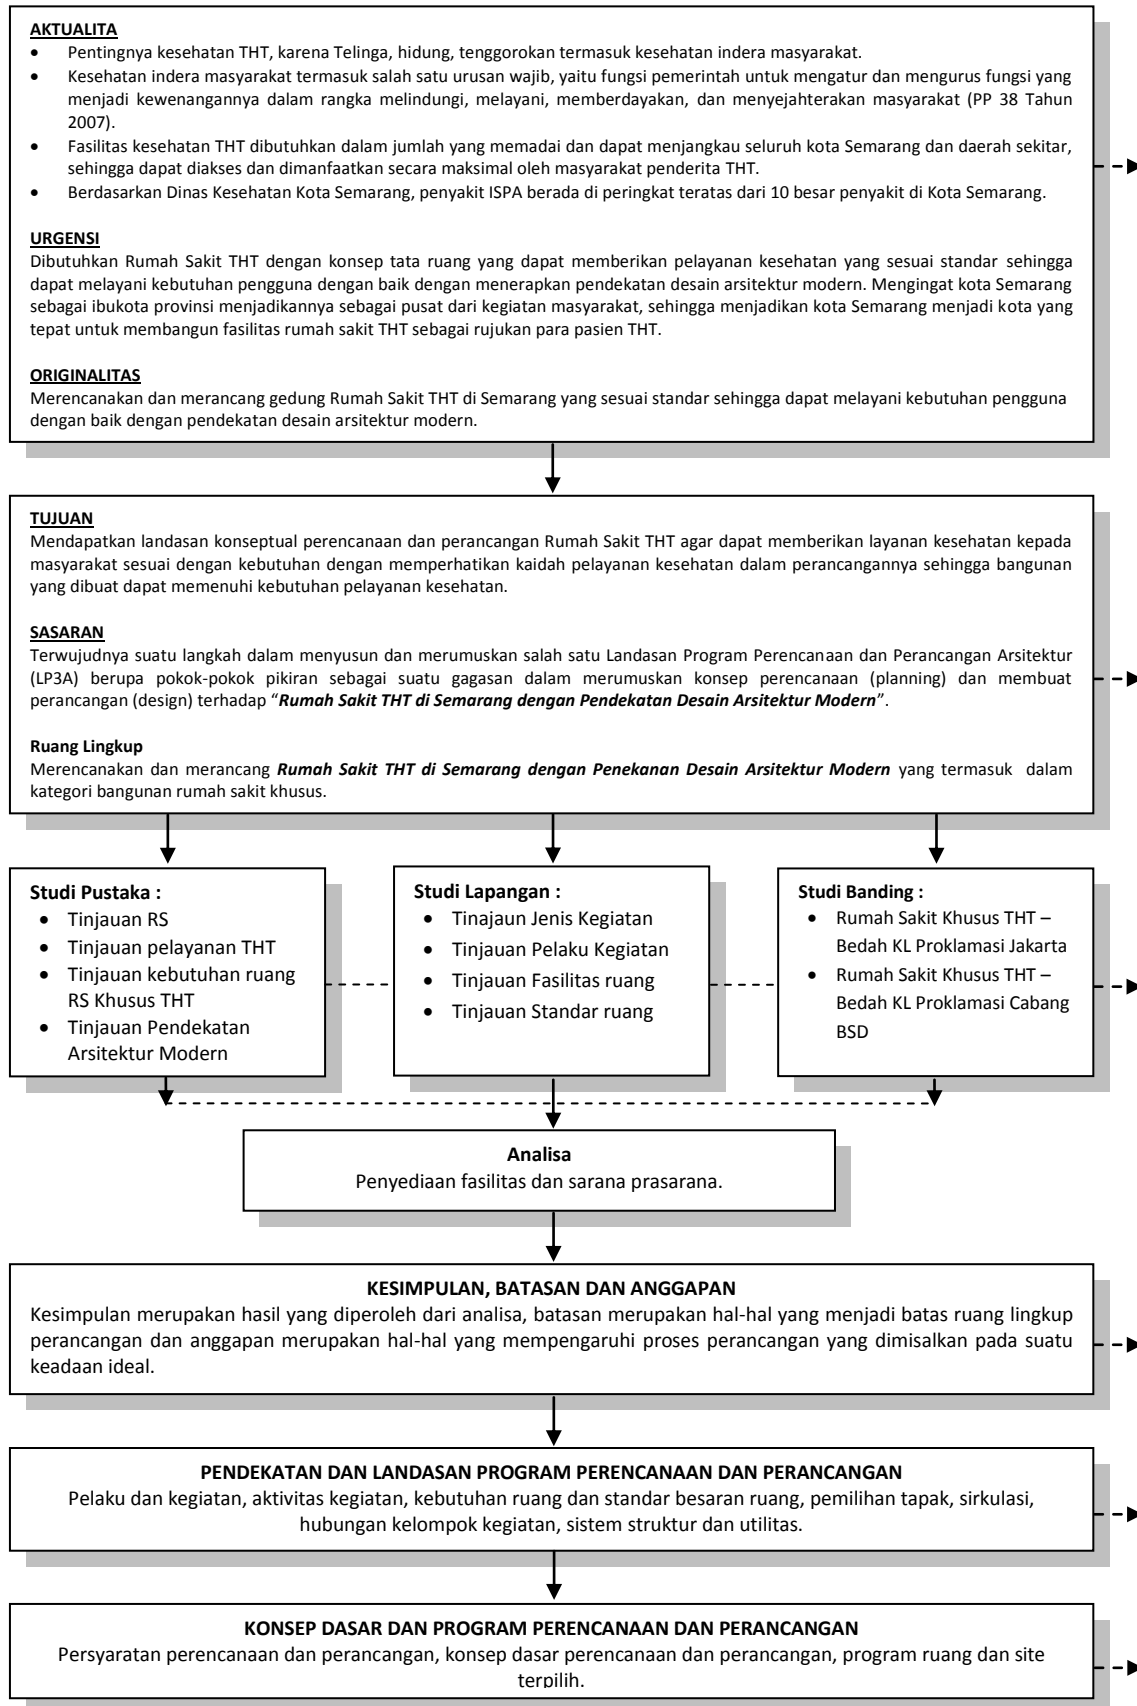 AKTUALITA
• Pentingnya kesehatan THT, karena Telinga, hidung, tenggorokan termasuk kesehatan indera masyarakat.
• Kesehatan indera masyarakat termasuk salah satu urusan wajib, yaitu fungsi pemerintah untuk mengatur dan mengurus fungsi yang
menjadi kewenangannya dalam rangka melindungi, melayani, memberdayakan, dan menyejahterakan masyarakat (PP 38 Tahun
2007).
• Fasilitas kesehatan THT dibutuhkan dalam jumlah yang memadai dan dapat menjangkau seluruh kota Semarang dan daerah sekitar,
sehingga dapat diakses dan dimanfaatkan secara maksimal oleh masyarakat penderita THT.
• Berdasarkan Dinas Kesehatan Kota Semarang, penyakit ISPA berada di peringkat teratas dari 10 besar penyakit di Kota Semarang.
URGENSI
Dibutuhkan Rumah Sakit THT dengan konsep tata ruang yang dapat memberikan pelayanan kesehatan yang sesuai standar sehingga
dapat melayani kebutuhan pengguna dengan baik dengan menerapkan pendekatan desain arsitektur modern. Mengingat kota Semarang
sebagai ibukota provinsi menjadikannya sebagai pusat dari kegiatan masyarakat, sehingga menjadikan kota Semarang menjadi kota yang
tepat untuk membangun fasilitas rumah sakit THT sebagai rujukan para pasien THT.
ORIGINALITAS
Merencanakan dan merancang gedung Rumah Sakit THT di Semarang yang sesuai standar sehingga dapat melayani kebutuhan pengguna
dengan baik dengan pendekatan desain arsitektur modern.
TUJUAN
Mendapatkan landasan konseptual perencanaan dan perancangan Rumah Sakit THT agar dapat memberikan layanan kesehatan kepada
masyarakat sesuai dengan kebutuhan dengan memperhatikan kaidah pelayanan kesehatan dalam perancangannya sehingga bangunan
yang dibuat dapat memenuhi kebutuhan pelayanan kesehatan.
SASARAN
Terwujudnya suatu langkah dalam menyusun dan merumuskan salah satu Landasan Program Perencanaan dan Perancangan Arsitektur
(LP3A) berupa pokok-pokok pikiran sebagai suatu gagasan dalam merumuskan konsep perencanaan (planning) dan membuat
perancangan (design) terhadap “Rumah Sakit THT di Semarang dengan Pendekatan Desain Arsitektur Modern”.
Ruang Lingkup
Merencanakan dan merancang Rumah Sakit THT di Semarang dengan Penekanan Desain Arsitektur Modern yang termasuk dalam
kategori bangunan rumah sakit khusus.
Studi Pustaka :
• Tinjauan RS
• Tinjauan pelayanan THT
• Tinjauan kebutuhan ruang
RS Khusus THT
• Tinjauan Pendekatan
Arsitektur Modern
Studi Lapangan :
• Tinajaun Jenis Kegiatan
• Tinjauan Pelaku Kegiatan
• Tinjauan Fasilitas ruang
• Tinjauan Standar ruang
Studi Banding :
• Rumah Sakit Khusus THT –
Bedah KL Proklamasi Jakarta
• Rumah Sakit Khusus THT –
Bedah KL Proklamasi Cabang
BSD
Analisa
Penyediaan fasilitas dan sarana prasarana.
KESIMPULAN, BATASAN DAN ANGGAPAN
Kesimpulan merupakan hasil yang diperoleh dari analisa, batasan merupakan hal-hal yang menjadi batas ruang lingkup
perancangan dan anggapan merupakan hal-hal yang mempengaruhi proses perancangan yang dimisalkan pada suatu
keadaan ideal.
PENDEKATAN DAN LANDASAN PROGRAM PERENCANAAN DAN PERANCANGAN
Pelaku dan kegiatan, aktivitas kegiatan, kebutuhan ruang dan standar besaran ruang, pemilihan tapak, sirkulasi,
hubungan kelompok kegiatan, sistem struktur dan utilitas.
KONSEP DASAR DAN PROGRAM PERENCANAAN DAN PERANCANGAN
Persyaratan perencanaan dan perancangan, konsep dasar perencanaan dan perancangan, program ruang dan site
terpilih.